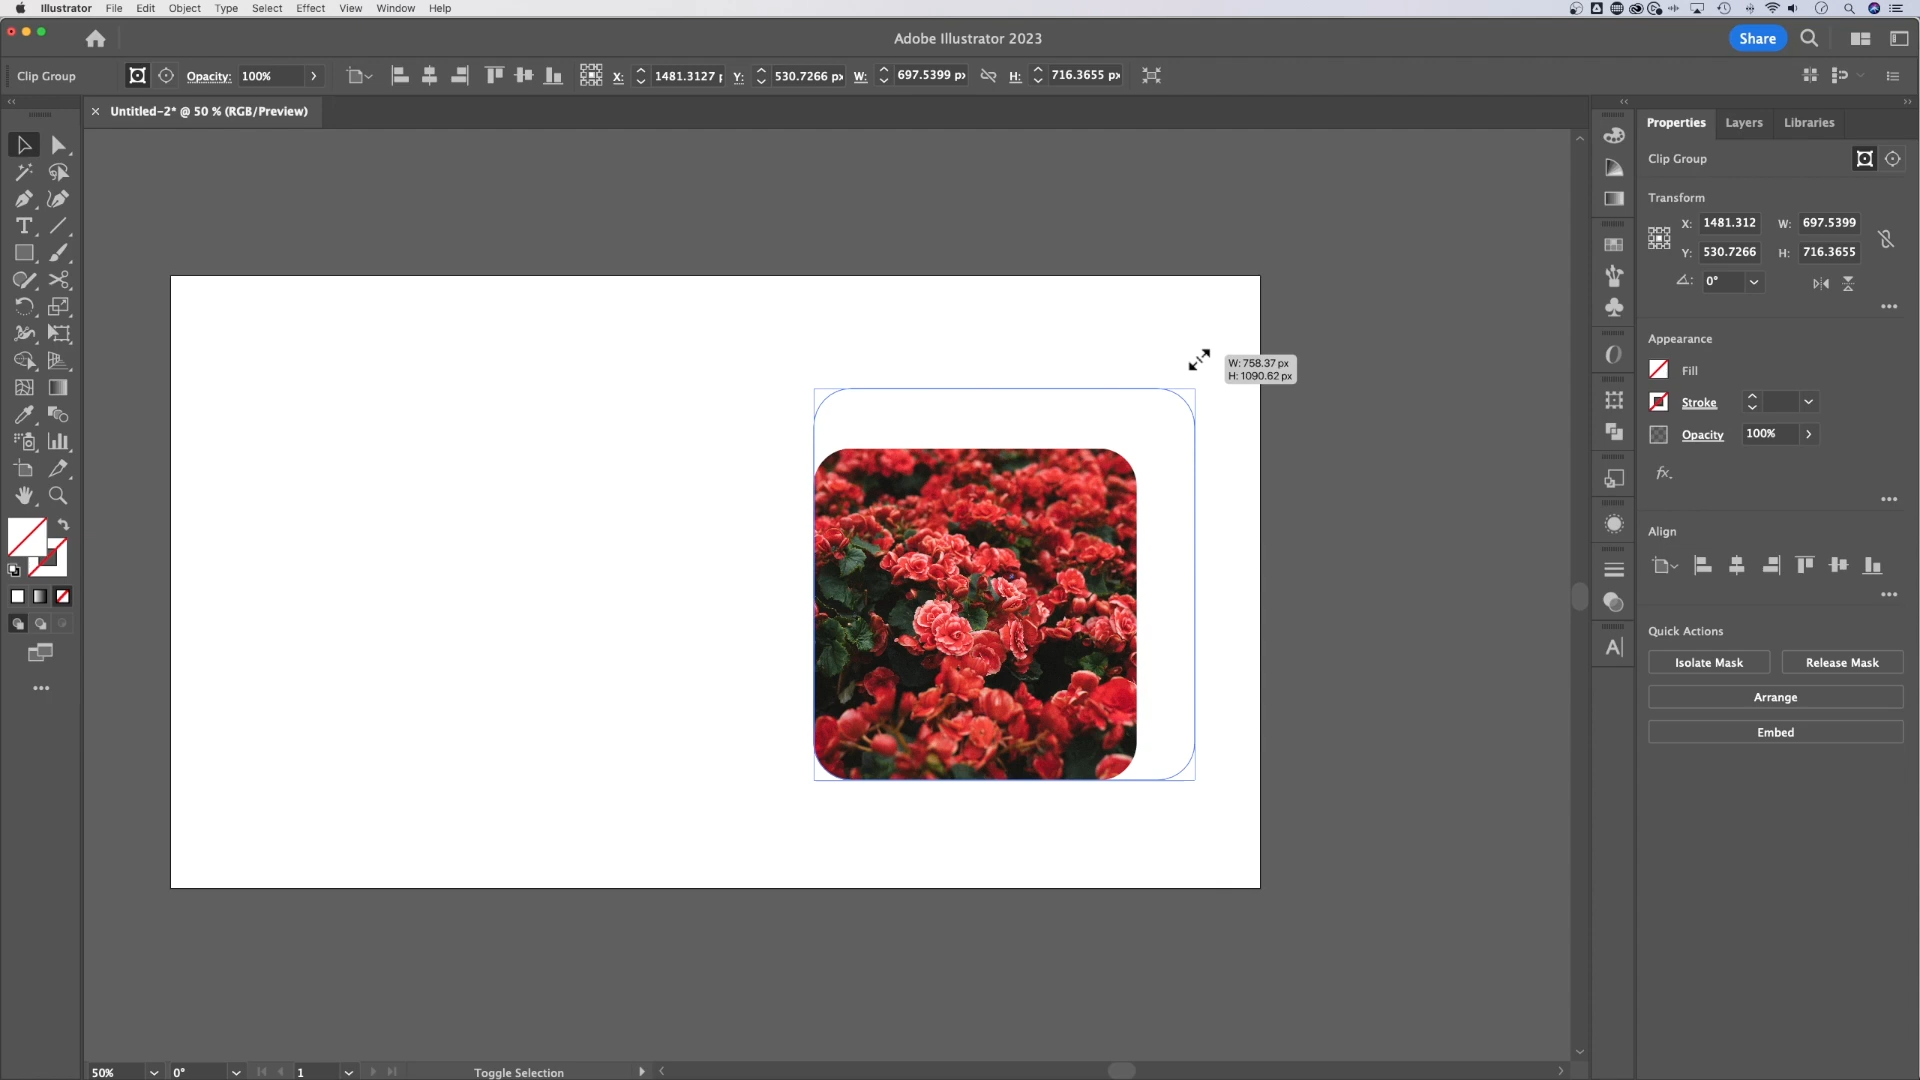 Illustrator File Edit Object Type Select Effect View Window Help
Adobe Illustrator 2023
Share
Clip Group
Opacity: 100%
X: 1481.3127
Y: 530.7266 px
W: 697.5399 px
H: 716.3655 px
Untitled-2* @ 50 % (RGB/Preview)
Properties Layers Libraries
Clip Group
Transform
X: 1481.312 W: 697.5399
Y: 530.7266 H: 716.3655
0°
W: 758.37 px
H: 1090.62 px
Appearance
Fill
Stroke
Opacity 100%
fx.
Align
Quick Actions
Isolate Mask Release Mask
Arrange
Embed
50% 0° 1 Toggle Selection